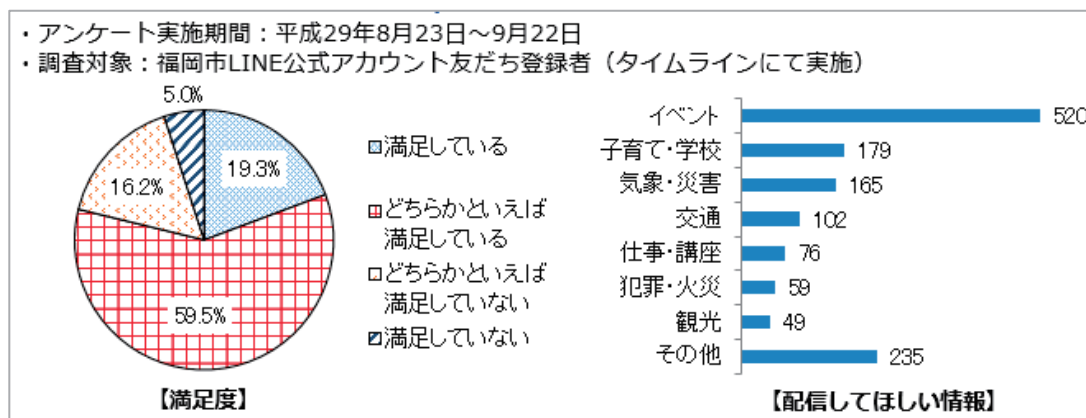 ・アンケート実施期間：平成29年8月23日～9月22日
・調査対象：福岡市LINE公式アカウント友だち登録者（タイムラインにて実施）
5.0%
19.3%
16.2%
59.5%
満足している
どちらかといえば
満足している
どちらかといえば
満足していない
満足していない
【満足度】
イベント 520
子育て・学校 179
気象・災害 165
交通 102
仕事・講座 76
犯罪・火災 59
観光 49
その他 235
【配信してほしい情報】